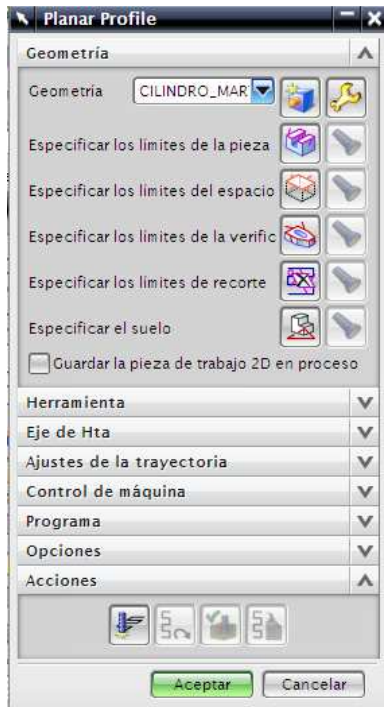 Planar Profile
Geometría
Geometría CILINDRO_MAR
Especificar los límites de la pieza
Especificar los límites del espacio
Especificar los límites de la verific
Especificar los límites de recorte
Especificar el suelo
Guardar la pieza de trabajo 2D en proceso
Herramienta
Eje de Hta
Ajustes de la trayectoria
Control de máquina
Programa
Opciones
Acciones
Aceptar Cancelar